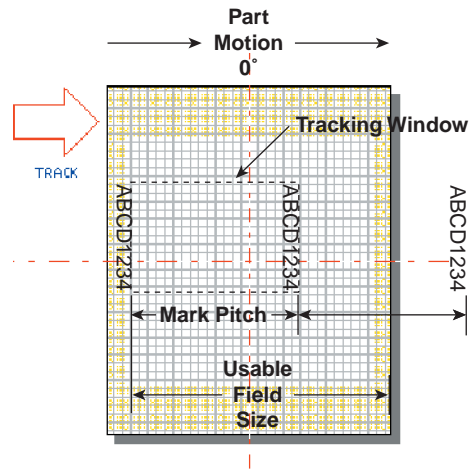 Part
Motion
0°
Tracking Window
TRACK
ABCD1234
ABCD1234
ABCD1234
Mark Pitch
Usable
Field
Size